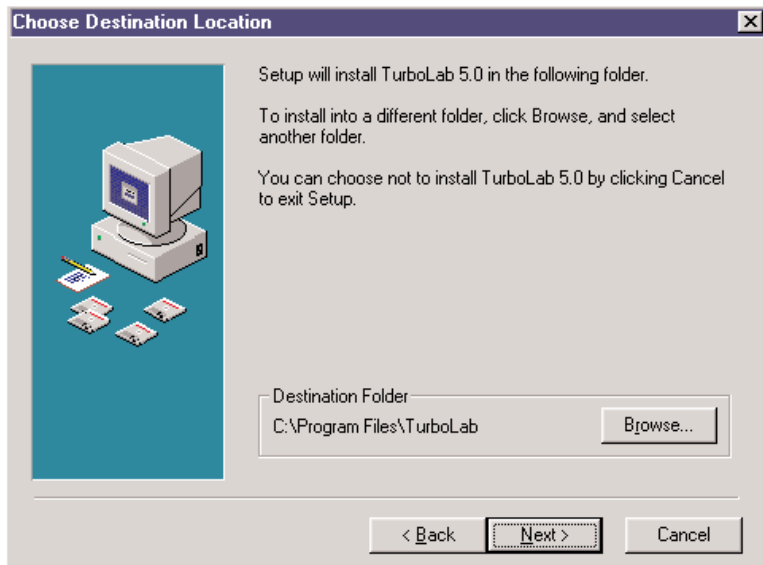 Choose Destination Location
Setup will install TurboLab 5.0 in the following folder.
To install into a different folder, click Browse, and select
another folder.
You can choose not to install TurboLab 5.0 by clicking Cancel
to exit Setup.
Destination Folder
C:\Program Files\TurboLab
Browse...
< Back
Next >
Cancel